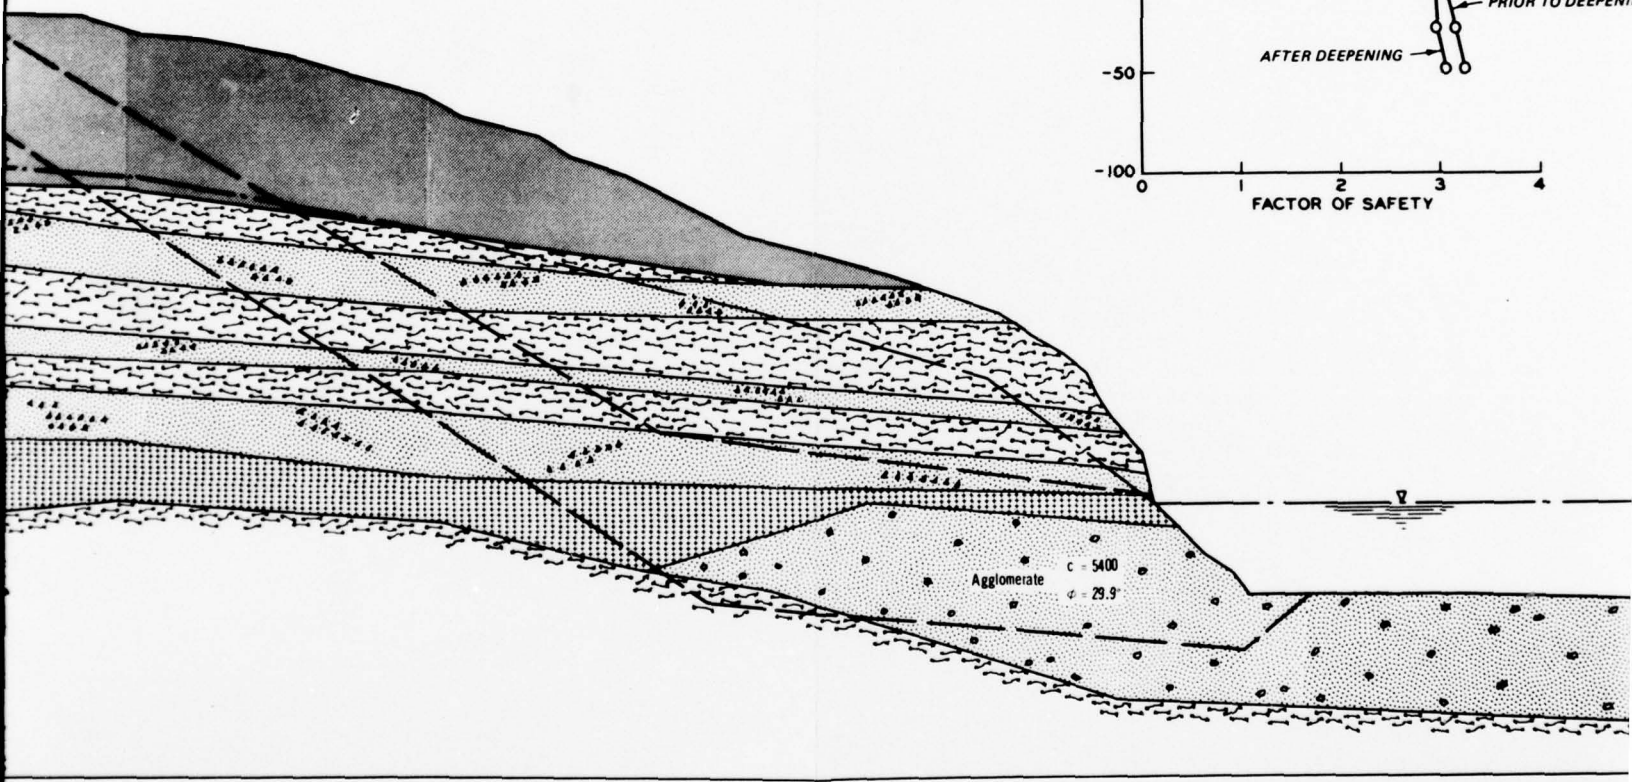 PRIOR TO DEEPENI
AFTER DEEPENING
-50
-100
0 1 2 3 4
FACTOR OF SAFETY
Agglomerate
c = 5400
ϕ = 29.9°